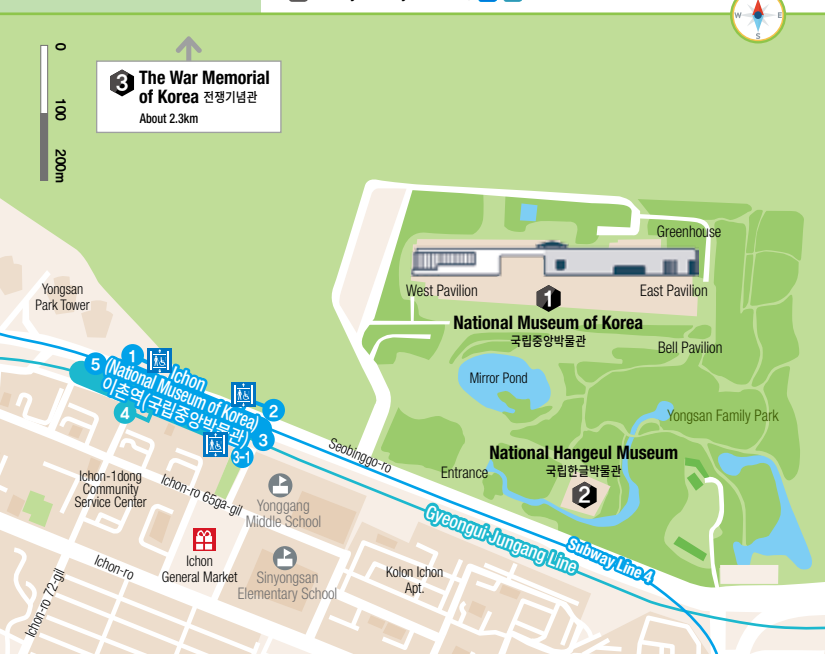 W
E
S
0
100
200m
3
The War Memorial
of Korea 전쟁기념관
About 2.3km
Greenhouse
West Pavilion
East Pavilion
1
National Museum of Korea
국립중앙박물관
Bell Pavilion
Mirror Pond
Yongsan Family Park
National Hangeul Museum
국립한글박물관
2
Entrance
Yongsan
Park Tower
5
1
Ichon
(National Museum of Korea)
이촌역(국립중앙박물관)
2
4
3
3-1
Seobinggo-ro
Ichon-1dong
Community
Service Center
Ichon-ro 65ga-gil
Yonggang
Middle School
Gyeongui·Jungang Line
Subway Line 4
Ichon
General Market
Ichon-ro
Sinyongsan
Elementary School
Kolon Ichon
Apt.
Ichon-ro 72-gil